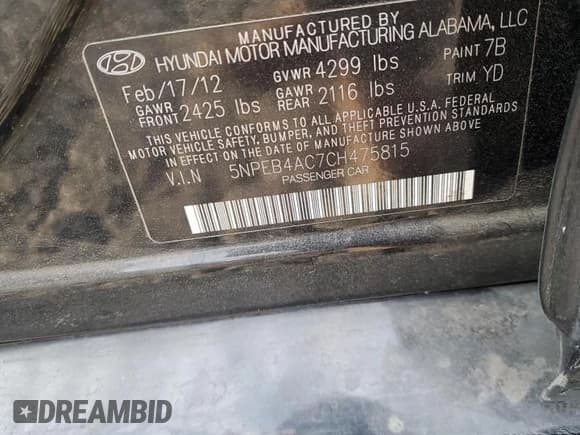 MANUFACTURED BY
HYUNDAI MOTOR MANUFACTURING ALABAMA, LLC
Feb/17/12 GVWR 4299 lbs PAINT 7B
GAWR FRONT 2425 lbs GAWR REAR 2116 lbs TRIM YD
THIS VEHICLE CONFORMS TO ALL APPLICABLE U.S.A. FEDERAL
MOTOR VEHICLE SAFETY, BUMPER, AND THEFT PREVENTION STANDARDS
IN EFFECT ON THE DATE OF MANUFACTURE SHOWN ABOVE
V.I.N 5NPEB4AC7CH475815
PASSENGER CAR
DREAMBID